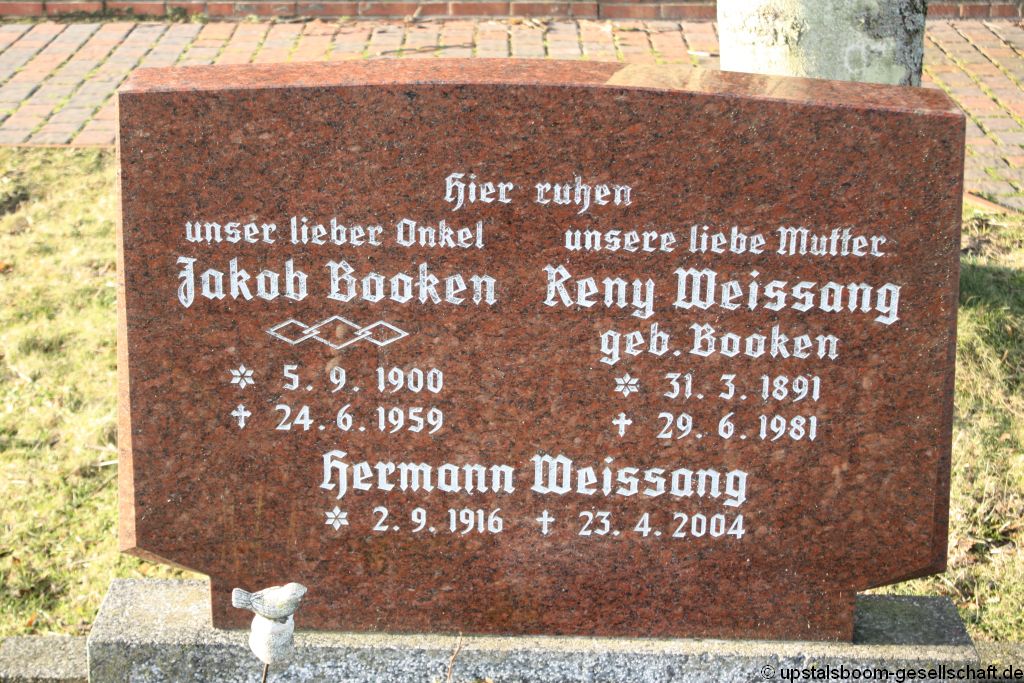 Hier ruhen
unser lieber Onkel
Jakob Booken
* 5. 9. 1900
† 24. 6. 1959
unsere liebe Mutter
Reny Weissang
geb. Booken
* 31. 3. 1891
† 29. 6. 1981
Hermann Weissang
* 2. 9. 1916 † 23. 4. 2004
© upstalsboom-gesellschaft.de